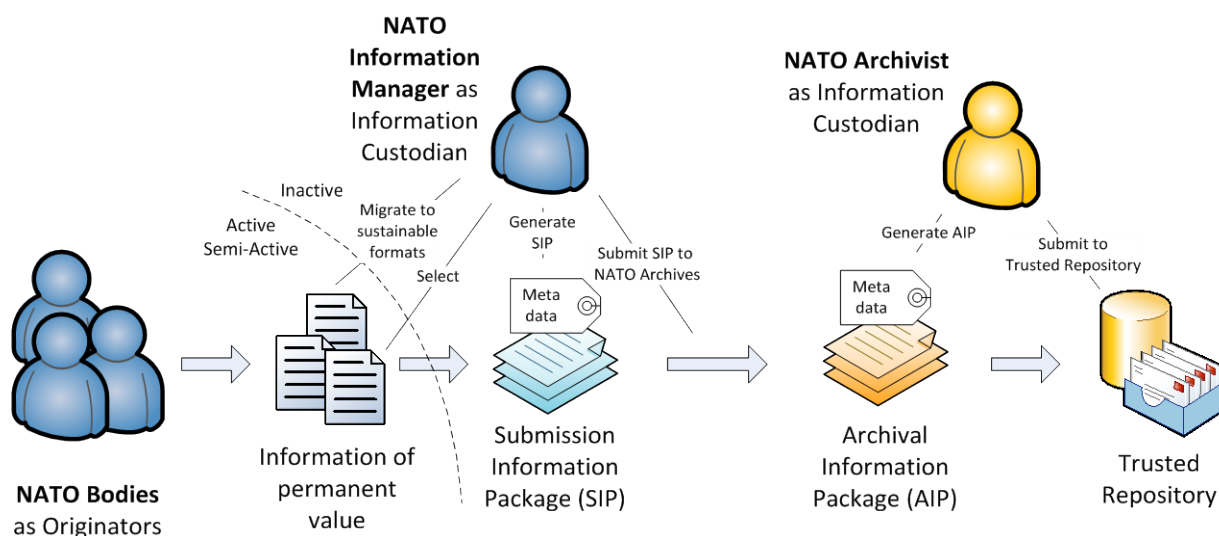 NATO
Information
Manager as
Information
Custodian
NATO Archivist
as Information
Custodian
Inactive
Active
Semi-Active
Migrate to
sustainable
formats
Select
Generate
SIP
Submit SIP to
NATO Archives
Generate AIP
Submit to
Trusted Repository
Meta
data
Meta
data
NATO Bodies
as Originators
Information of
permanent
value
Submission
Information
Package (SIP)
Archival
Information
Package (AIP)
Trusted
Repository